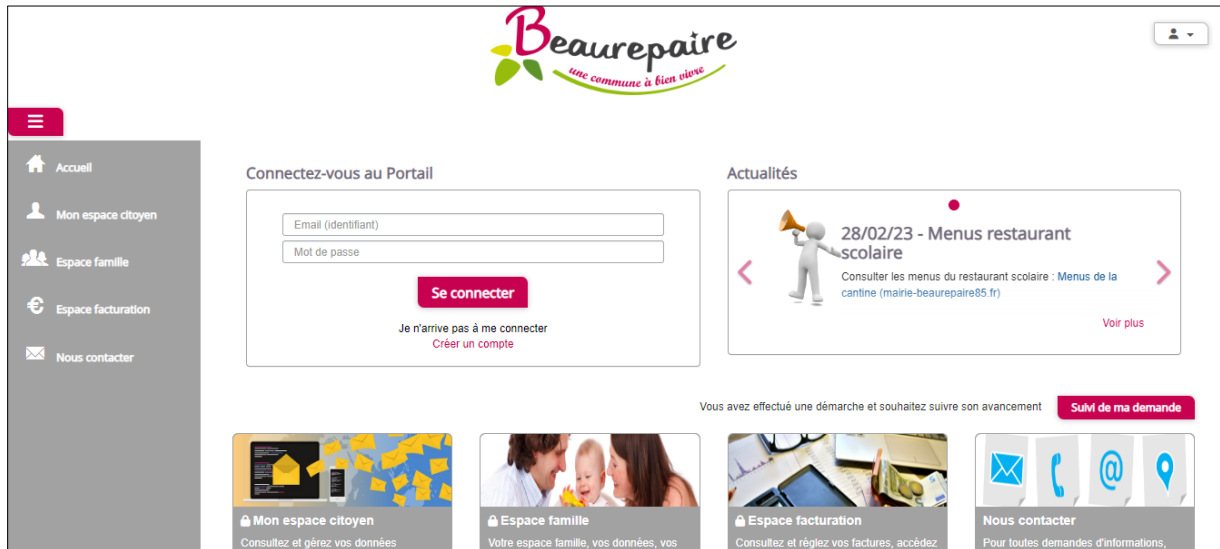 Beaurepaire
une commune à bien vivre
Accueil
Mon espace citoyen
Espace famille
Espace facturation
Nous contacter
Connectez-vous au Portail
Email (identifiant)
Mot de passe
Se connecter
Je n'arrive pas à me connecter
Créer un compte
Actualités
28/02/23 - Menus restaurant
scolaire
Consulter les menus du restaurant scolaire : Menus de la
cantine (mairie-beaurepaire85.fr)
Voir plus
Vous avez effectué une démarche et souhaitez suivre son avancement
Suivi de ma demande
Mon espace citoyen
Consultez et gérez vos données
Espace famille
Votre espace famille, vos données, vos
Espace facturation
Consultez et réglez vos factures, accédez
Nous contacter
Pour toutes demandes d'informations,